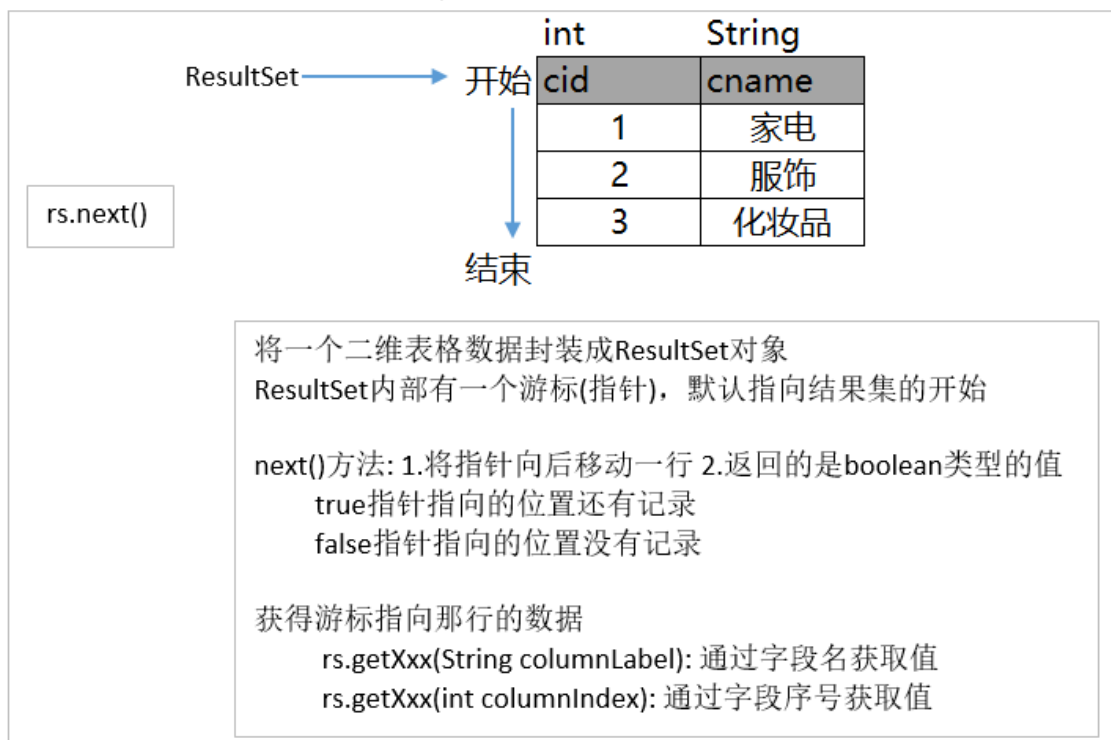 int String
ResultSet 开始 cid cname
1 家电
2 服饰
rs.next()
3 化妆品
结束
将一个二维表格数据封装成ResultSet对象
ResultSet内部有一个游标(指针)，默认指向结果集的开始
next()方法: 1.将指针向后移动一行 2.返回的是boolean类型的值
true指针指向的位置还有记录
false指针指向的位置没有记录
获得游标指向那行的数据
rs.getXxx(String columnLabel): 通过字段名获取值
rs.getXxx(int columnIndex): 通过字段序号获取值